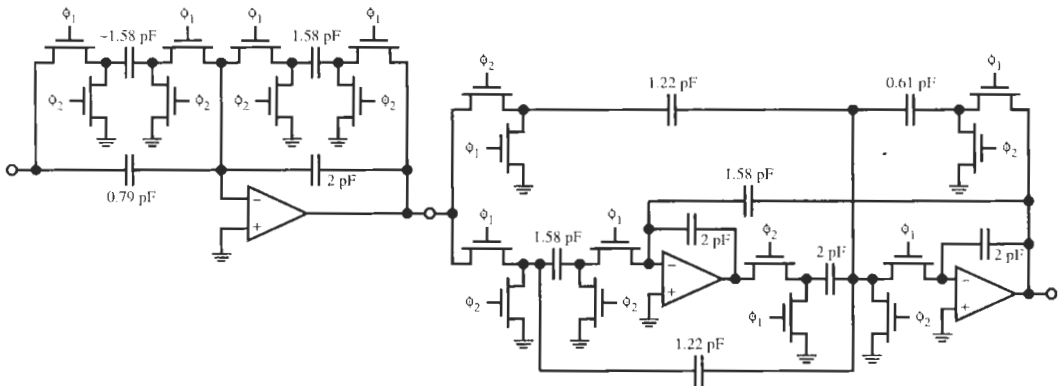 ϕ₁
~1.58 pF
ϕ₁
ϕ₁
1.58 pF
ϕ₁
ϕ₂
ϕ₂
ϕ₂
ϕ₂
0.79 pF
2 pF
−
+
ϕ₂
1.22 pF
0.61 pF
ϕ₁
ϕ₁
ϕ₂
1.58 pF
ϕ₁
1.58 pF
ϕ₁
2 pF
ϕ₂
2 pF
ϕ₁
2 pF
−
+
−
+
ϕ₂
ϕ₂
ϕ₁
ϕ₂
1.22 pF